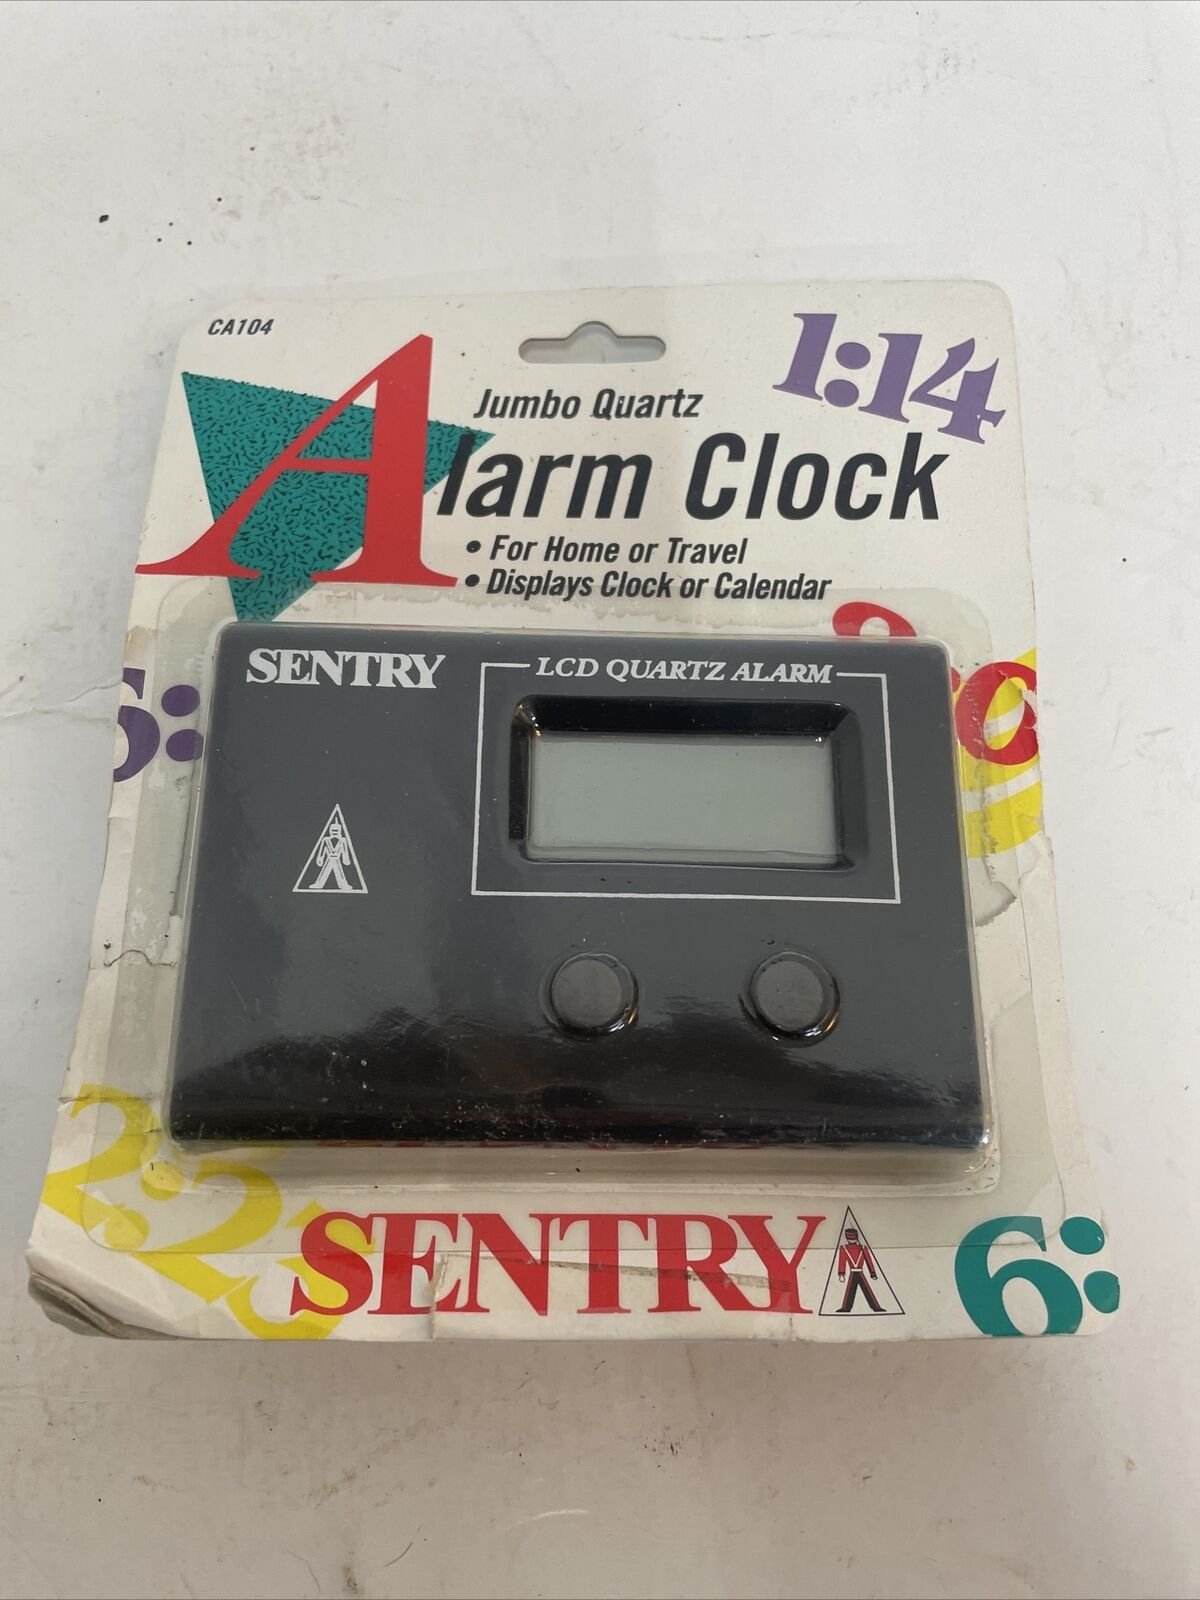 CA104
1:14
Jumbo Quartz
Alarm Clock
• For Home or Travel
• Displays Clock or Calendar
SENTRY
LCD QUARTZ ALARM
6:
SENTRY
6: